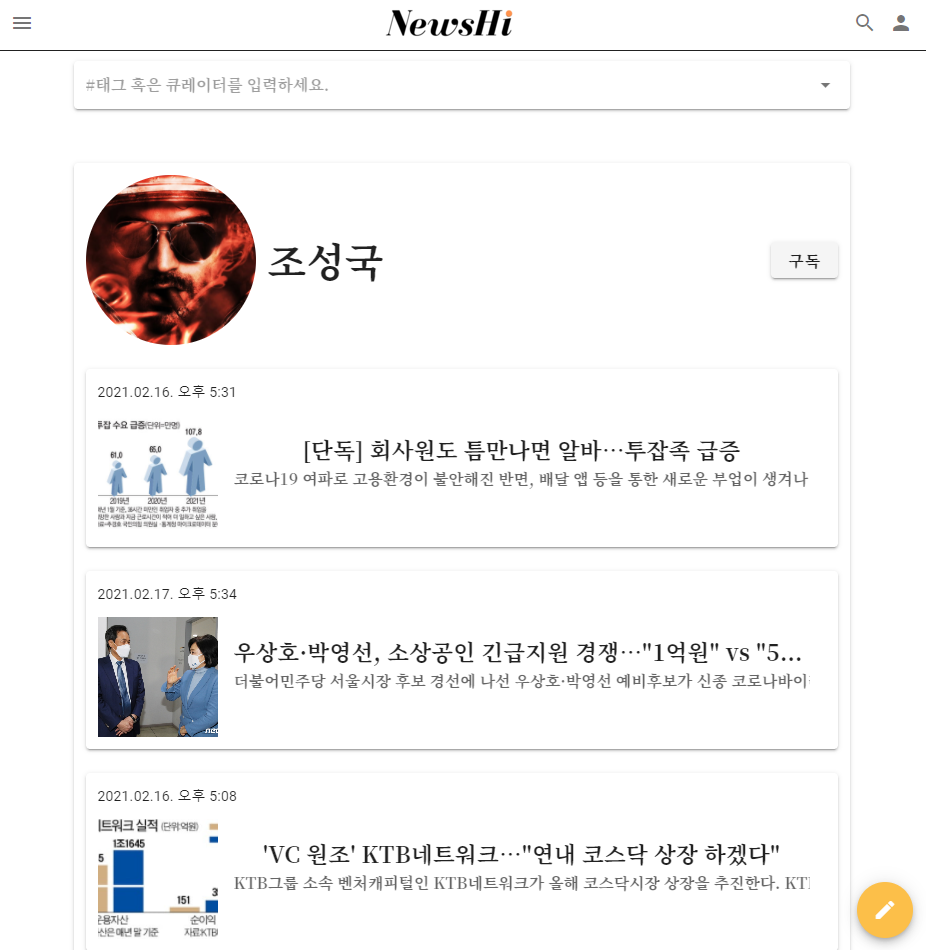 NewsHi
#태그 혹은 큐레이터를 입력하세요.
조성국
구독
2021.02.16. 오후 5:31
투잡 수요 급증(단위=만명)
107.8
65.0
61.0
2019년 2020년 2021년
[단독] 회사원도 틈만나면 알바…투잡족 급증
코로나19 여파로 고용환경이 불안해진 반면, 배달 앱 등을 통한 새로운 부업이 생겨나
2021.02.17. 오후 5:34
우상호·박영선, 소상공인 긴급지원 경쟁…"1억원" vs "5...
더불어민주당 서울시장 후보 경선에 나선 우상호·박영선 예비후보가 신종 코로나바이
2021.02.16. 오후 5:08
트워크 실적 (단위:억원)
1조1645
5
151
3
운용자산 순이익
산은 매년 말 기준 자료:KTB
'VC 원조' KTB네트워크…"연내 코스닥 상장 하겠다"
KTB그룹 소속 벤처캐피털인 KTB네트워크가 올해 코스닥시장 상장을 추진한다. KT